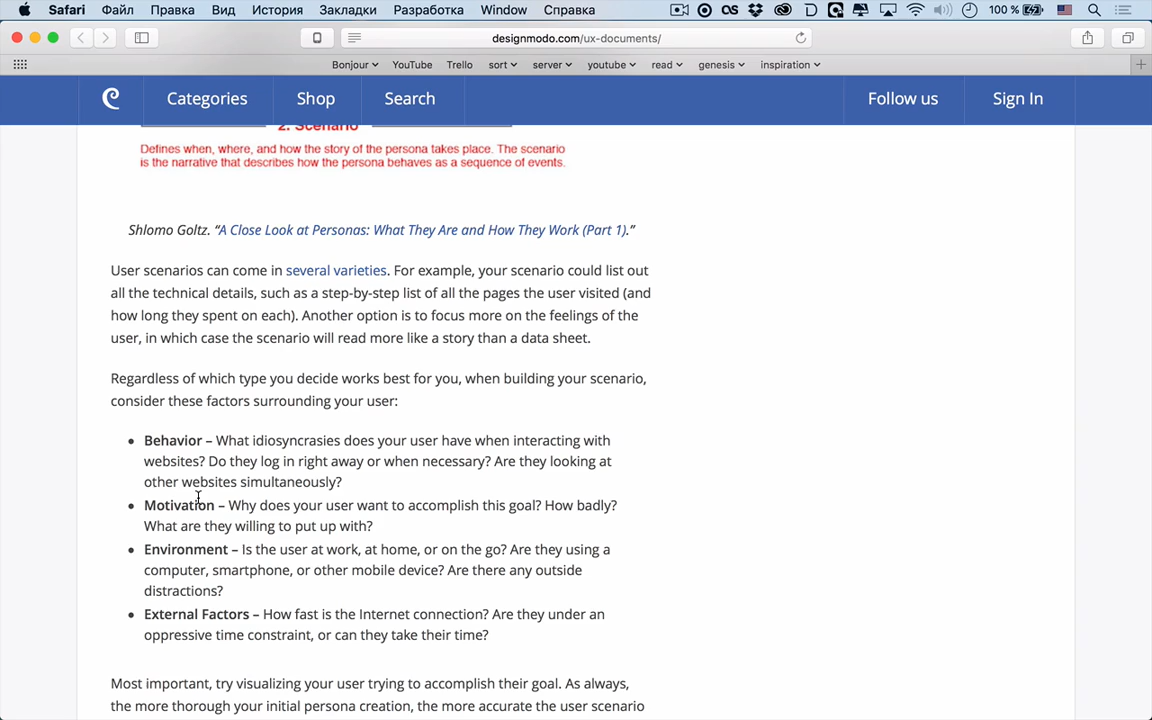 Safari Файл Правка Вид История Закладки Разработка Window Справка 100 %
designmodo.com/ux-documents/
Bonjour YouTube Trello sort server youtube read genesis inspiration
Categories Shop Search Follow us Sign In
2. Scenario
Defines when, where, and how the story of the persona takes place. The scenario
is the narrative that describes how the persona behaves as a sequence of events.
Shlomo Goltz. “A Close Look at Personas: What They Are and How They Work (Part 1).”
User scenarios can come in several varieties. For example, your scenario could list out
all the technical details, such as a step-by-step list of all the pages the user visited (and
how long they spent on each). Another option is to focus more on the feelings of the
user, in which case the scenario will read more like a story than a data sheet.
Regardless of which type you decide works best for you, when building your scenario,
consider these factors surrounding your user:
• Behavior – What idiosyncrasies does your user have when interacting with
websites? Do they log in right away or when necessary? Are they looking at
other websites simultaneously?
• Motivation – Why does your user want to accomplish this goal? How badly?
What are they willing to put up with?
• Environment – Is the user at work, at home, or on the go? Are they using a
computer, smartphone, or other mobile device? Are there any outside
distractions?
• External Factors – How fast is the Internet connection? Are they under an
oppressive time constraint, or can they take their time?
Most important, try visualizing your user trying to accomplish their goal. As always,
the more thorough your initial persona creation, the more accurate the user scenario